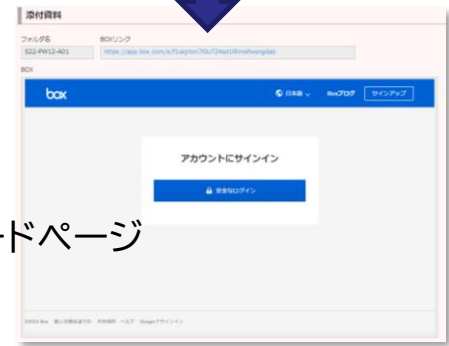 添付資料
フォルダ名 BOXリンク
S22-PW12-A01
BOX
box 日本語 Boxブログ サインアップ
アカウントにサインイン
安全なログイン
ードページ